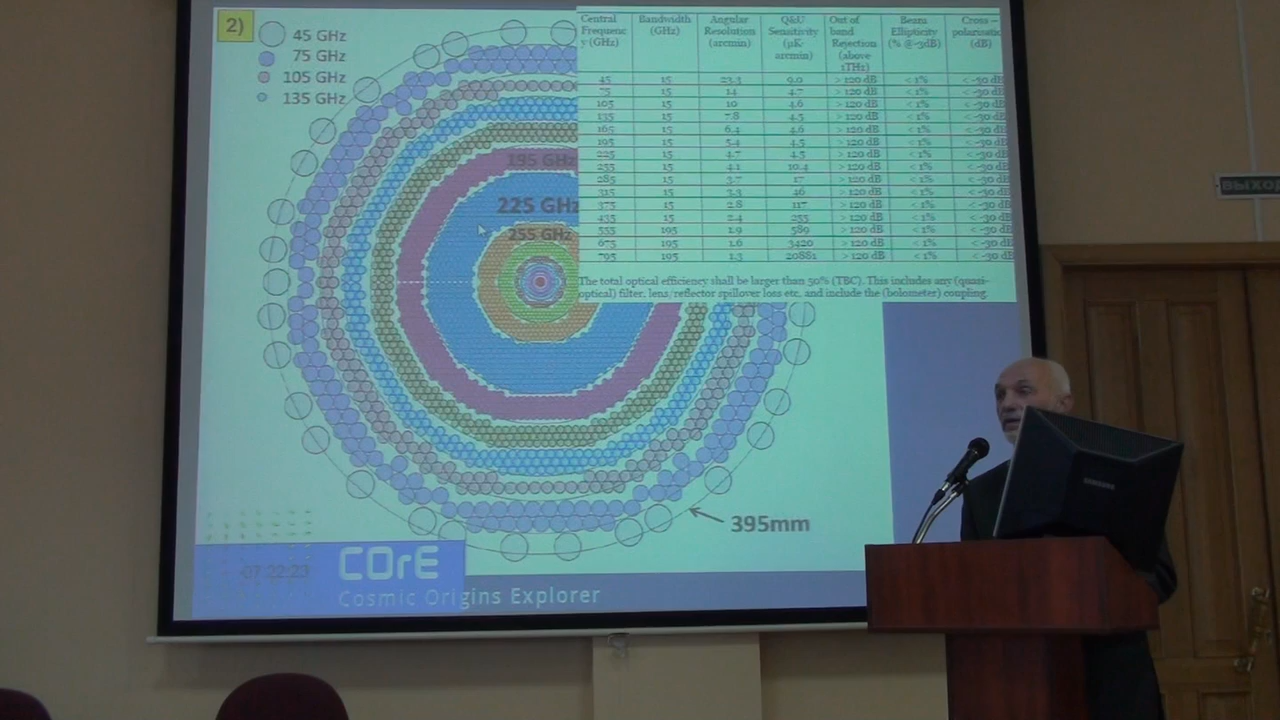 2)
45 GHz
75 GHz
105 GHz
135 GHz
195 GHz
225 GHz
255 GHz
395mm
Central Frequenc y (GHz) Bandwidth (GHz) Angular Resolution (arcmin) Q&U Sensitivity (µK· arcmin) Out of band Rejection (above 1THz) Beam Ellipticity (% @-3dB) Cross – polarisatio (dB)
45 15 23.3 9.0 > 120 dB < 1% < -30 dB
75 15 14 4.7 > 120 dB < 1% < -30 dB
105 15 10 4.6 > 120 dB < 1% < -30 dB
135 15 7.8 4.5 > 120 dB < 1% < -30 dB
165 15 6.4 4.6 > 120 dB < 1% < -30 dB
195 15 5.4 4.5 > 120 dB < 1% < -30 dB
225 15 4.7 4.5 > 120 dB < 1% < -30 dB
255 15 4.1 10.4 > 120 dB < 1% < -30 dB
285 15 3.7 17 > 120 dB < 1% < -30 dB
315 15 3.3 46 > 120 dB < 1% < -30 dB
375 15 2.8 117 > 120 dB < 1% < -30 dB
435 15 2.4 255 > 120 dB < 1% < -30 dB
555 195 1.9 589 > 120 dB < 1% < -30 dB
675 195 1.6 3420 > 120 dB < 1% < -30 dB
795 195 1.3 20881 > 120 dB < 1% < -30 dB
The total optical efficiency shall be larger than 50% (TBC). This includes any (quasi-
optical) filter, lens/reflector spillover loss etc. and include the (bolometer) coupling.
07:22:23
COrE
Cosmic Origins Explorer
ВЫХО
SAMSUNG